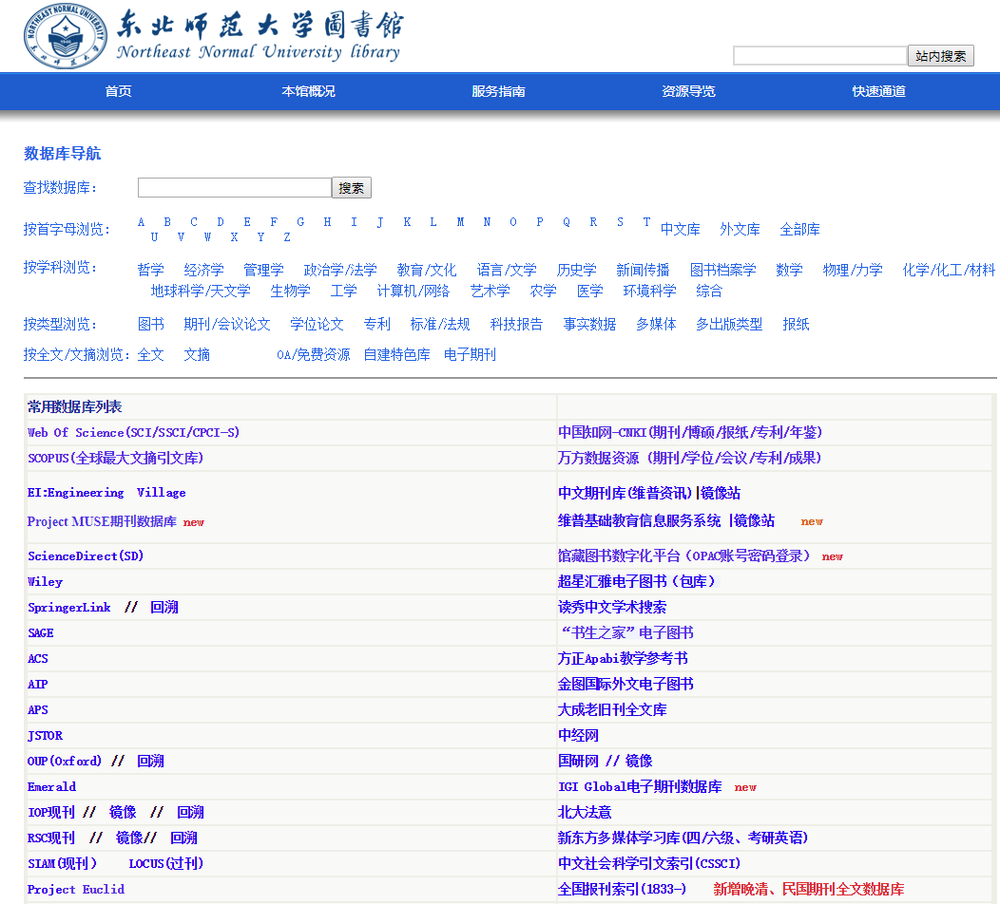 东北师范大学圖書館
NORTHEAST NORMAL UNIVERSITY
Northeast Normal University library
站内搜索
首页 本馆概况 服务指南 资源导览 快速通道
数据库导航
查找数据库： 搜索
按首字母浏览： A B C D E F G H I J K L M N O P Q R S T
U V W X Y Z 中文库 外文库 全部库
按学科浏览： 哲学 经济学 管理学 政治学/法学 教育/文化 语言/文学 历史学 新闻传播 图书档案学 数学 物理/力学 化学/化工/材料
地球科学/天文学 生物学 工学 计算机/网络 艺术学 农学 医学 环境科学 综合
按类型浏览： 图书 期刊/会议论文 学位论文 专利 标准/法规 科技报告 事实数据 多媒体 多出版类型 报纸
按全文/文摘浏览： 全文 文摘 OA/免费资源 自建特色库 电子期刊
常用数据库列表
Web Of Science(SCI/SSCI/CPCI-S) 中国知网-CNKI(期刊/博硕/报纸/专利/年鉴)
SCOPUS(全球最大文摘引文库) 万方数据资源（期刊/学位/会议/专利/成果）
EI:Engineering Village 中文期刊库(维普资讯)|镜像站
Project MUSE期刊数据库 new 维普基础教育信息服务系统 |镜像站 new
ScienceDirect(SD) 馆藏图书数字化平台（OPAC账号密码登录） new
Wiley 超星汇雅电子图书（包库）
SpringerLink // 回溯 读秀中文学术搜索
SAGE “书生之家”电子图书
ACS 方正Apabi教学参考书
AIP 金图国际外文电子图书
APS 大成老旧刊全文库
JSTOR 中经网
OUP(Oxford) // 回溯 国研网 // 镜像
Emerald IGI Global电子期刊数据库 new
IOP现刊 // 镜像 // 回溯 北大法意
RSC现刊 // 镜像// 回溯 新东方多媒体学习库(四/六级、考研英语)
SIAM(现刊） LOCUS(过刊) 中文社会科学引文索引(CSSCI)
Project Euclid 全国报刊索引(1833-) 新增晚清、民国期刊全文数据库